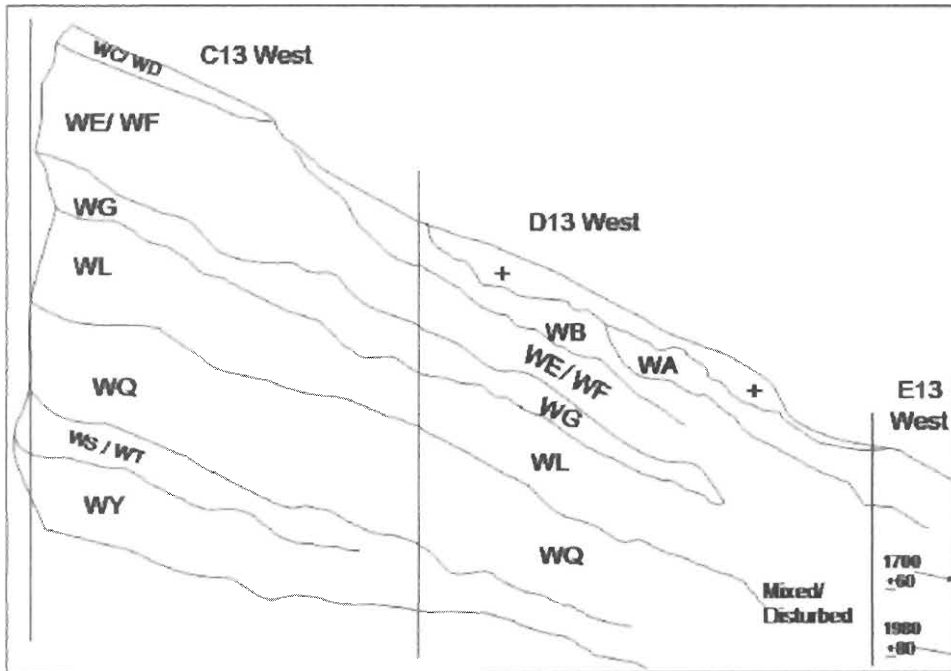 WC/WD
C13 West
WE/ WF
WG
D13 West
WL
+
WB
WA
WE/WF
+
E13
West
WQ
WG
WS / WT
WL
WY
WQ
1700
±60
Mixed/
Disturbed
1980
±80